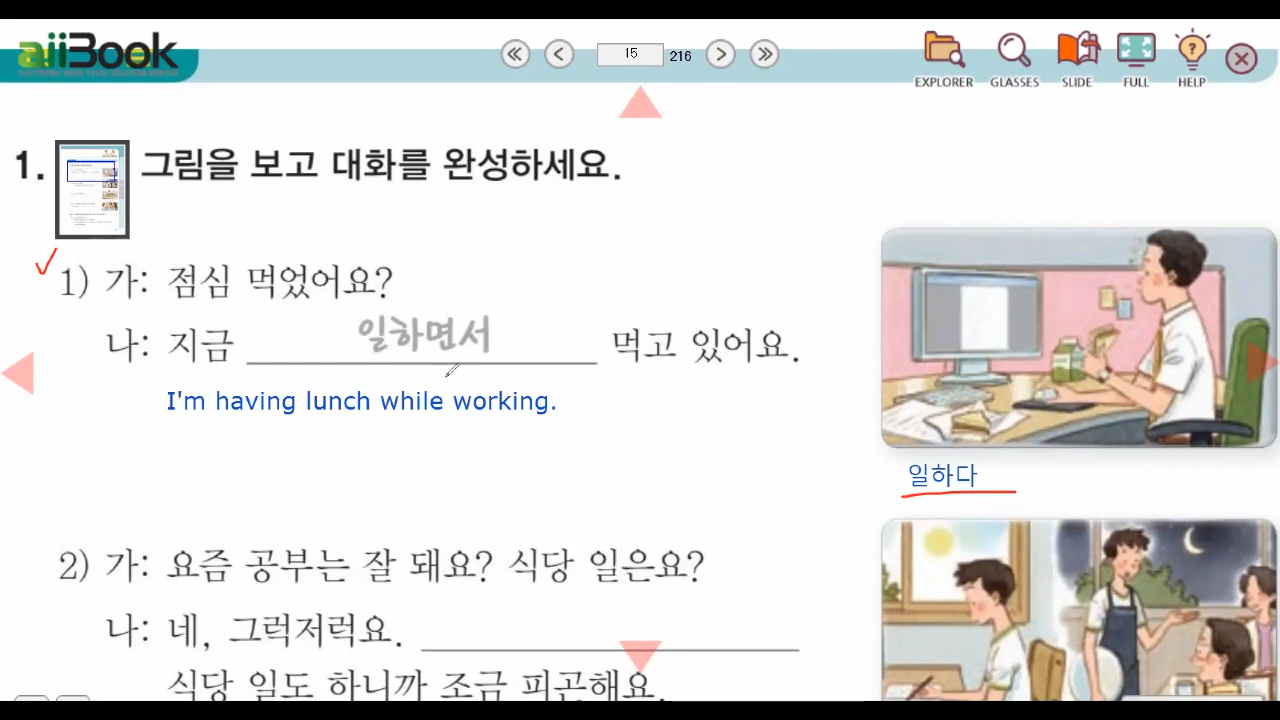 aiiBook
15 216
EXPLORER GLASSES SLIDE FULL HELP
1. 그림을 보고 대화를 완성하세요.
1) 가: 점심 먹었어요?
나: 지금 일하면서 먹고 있어요.
I'm having lunch while working.
일하다
2) 가: 요즘 공부는 잘 돼요? 식당 일은요?
나: 네, 그럭저럭요.
식당 일도 하니까 조금 피곤해요.